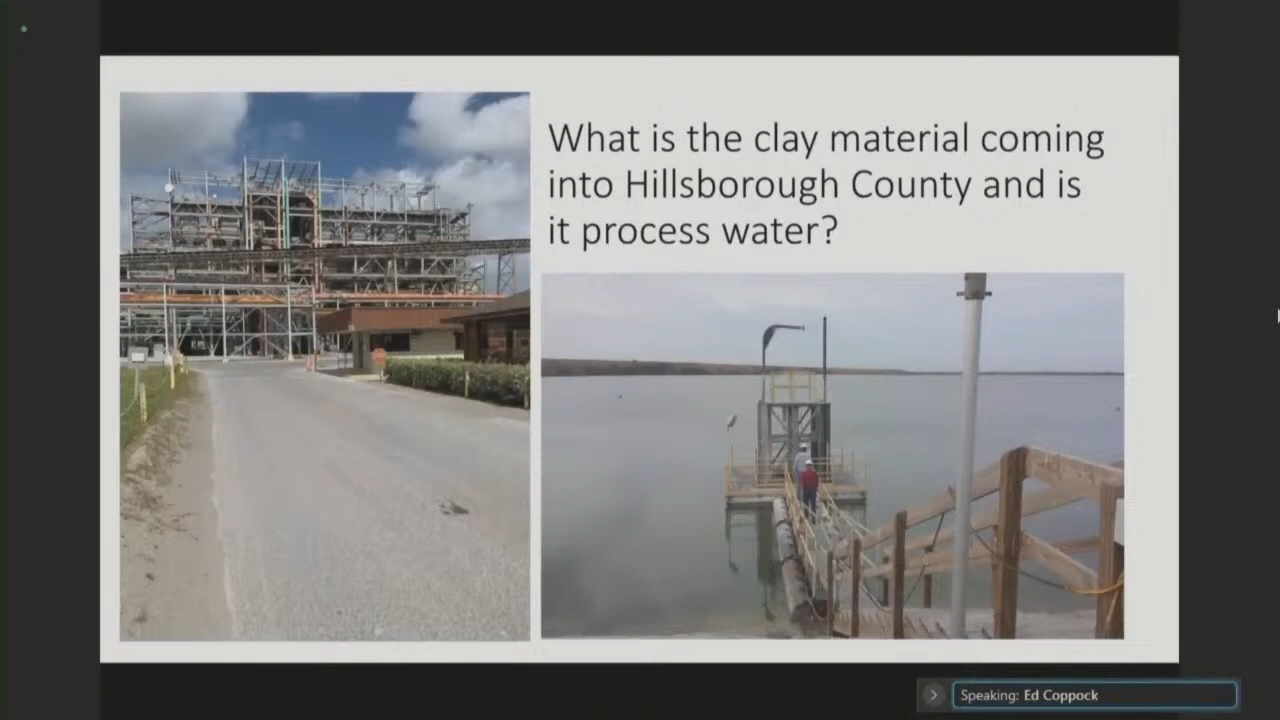 What is the clay material coming
into Hillsborough County and is
it process water?
Speaking: Ed Coppock